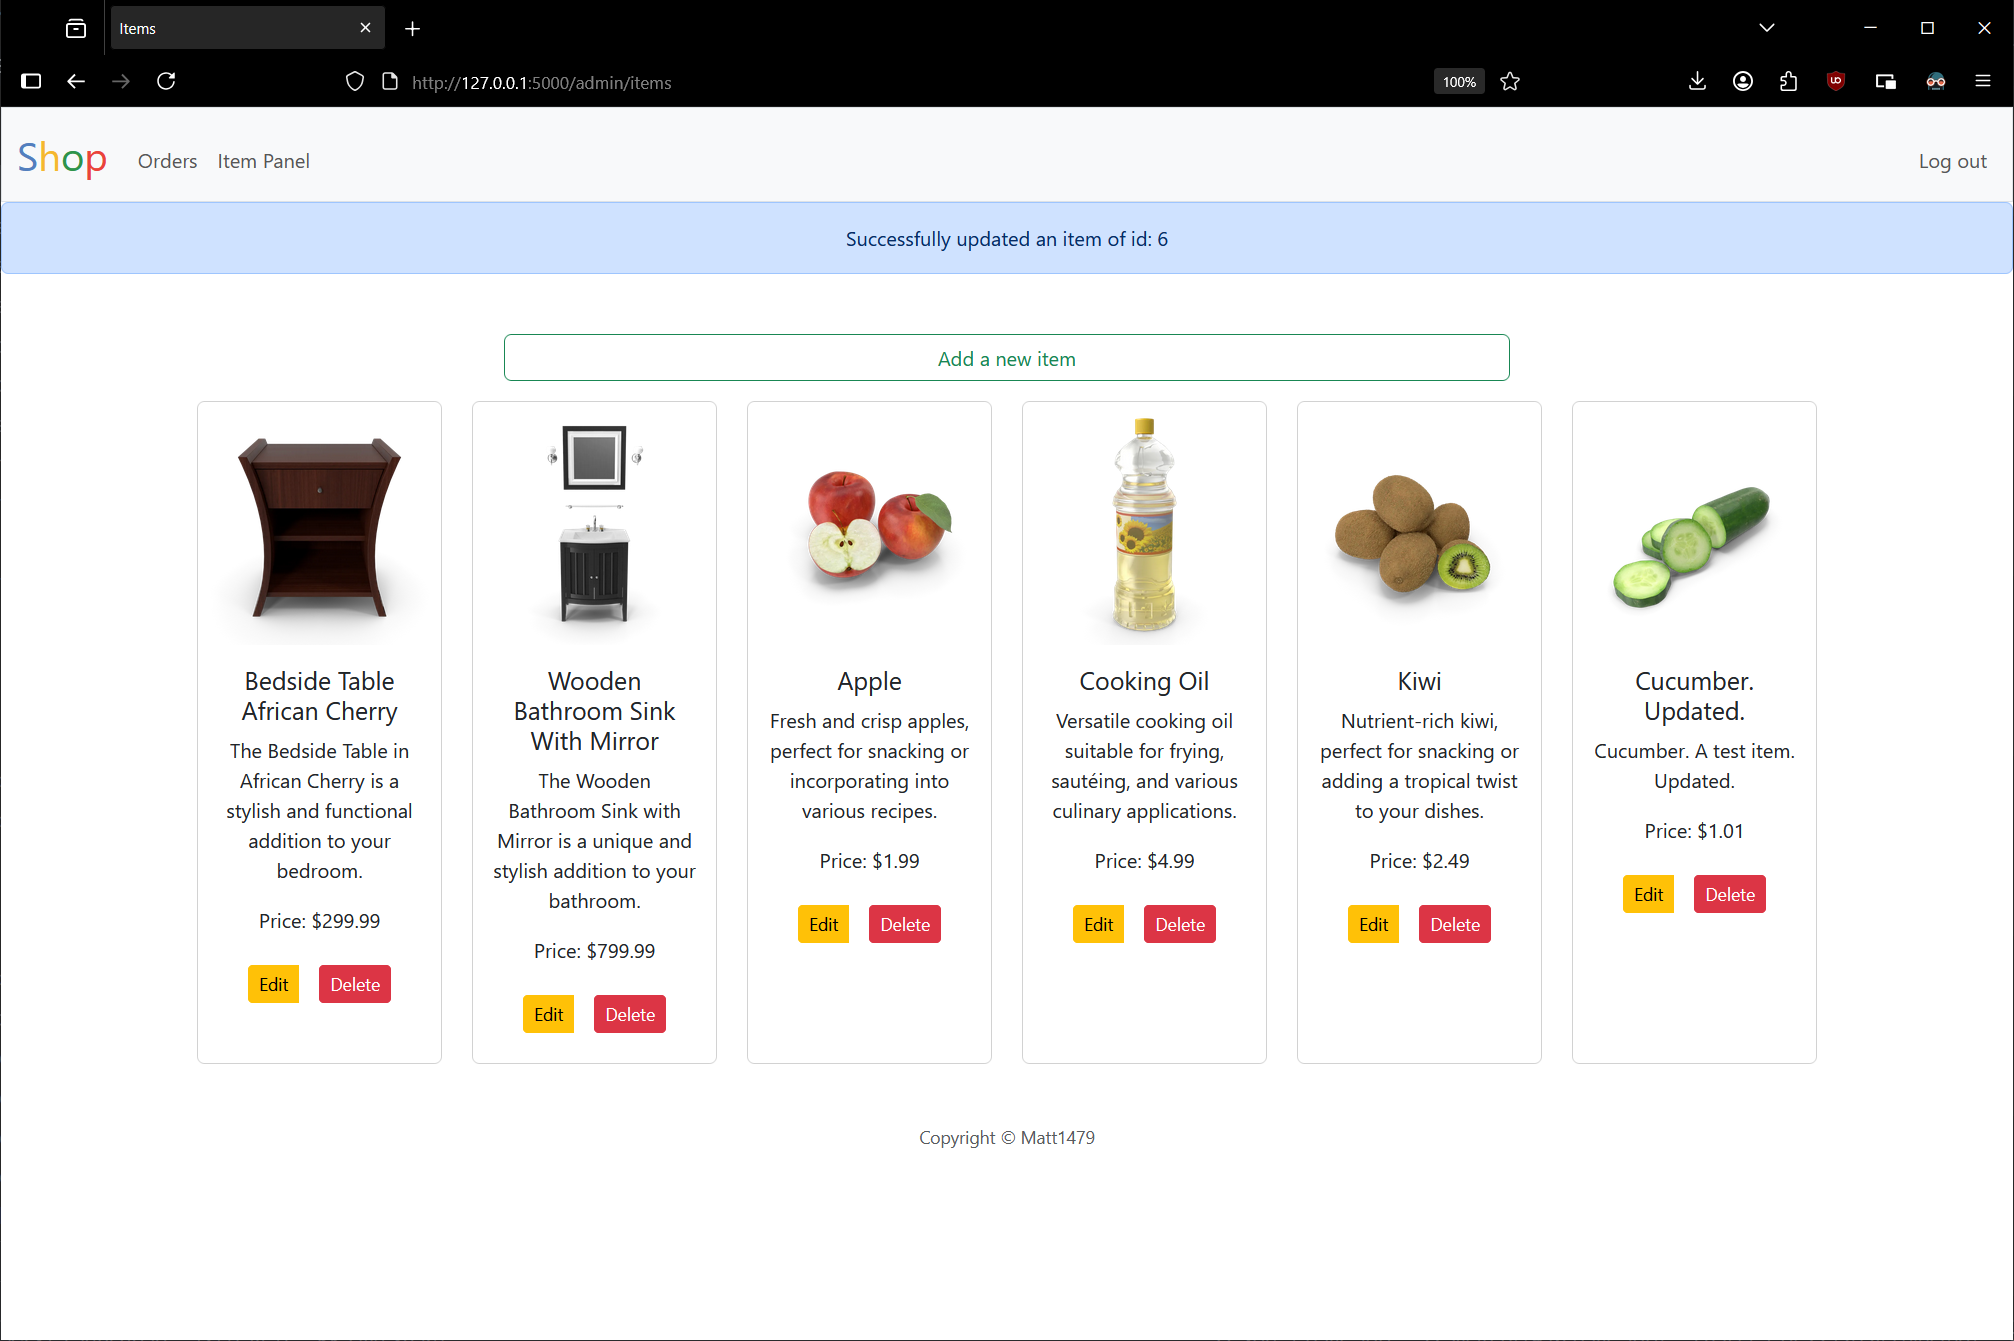 Items
http://127.0.0.1:5000/admin/items
100%
Shop
Orders
Item Panel
Log out
Successfully updated an item of id: 6
Add a new item
Bedside Table
African Cherry
The Bedside Table in
African Cherry is a
stylish and functional
addition to your
bedroom.
Price: $299.99
Edit
Delete
Wooden
Bathroom Sink
With Mirror
The Wooden
Bathroom Sink with
Mirror is a unique and
stylish addition to your
bathroom.
Price: $799.99
Edit
Delete
Apple
Fresh and crisp apples,
perfect for snacking or
incorporating into
various recipes.
Price: $1.99
Edit
Delete
Cooking Oil
Versatile cooking oil
suitable for frying,
sautéing, and various
culinary applications.
Price: $4.99
Edit
Delete
Kiwi
Nutrient-rich kiwi,
perfect for snacking or
adding a tropical twist
to your dishes.
Price: $2.49
Edit
Delete
Cucumber.
Updated.
Cucumber. A test item.
Updated.
Price: $1.01
Edit
Delete
Copyright © Matt1479